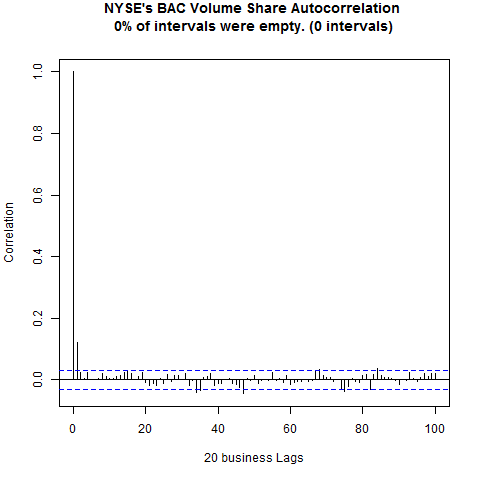 NYSE's BAC Volume Share Autocorrelation
0% of intervals were empty. (0 intervals)
Correlation
1.0
0.8
0.6
0.4
0.2
0.0
0 20 40 60 80 100
20 business Lags